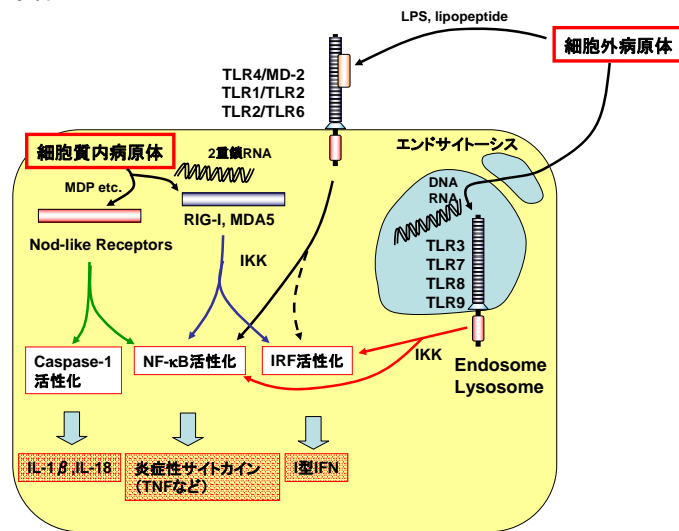 LPS, lipopeptide
細胞外病原体
TLR4/MD-2
TLR1/TLR2
TLR2/TLR6
エンドサイトーシス
細胞質内病原体
2重鎖RNA
MDP etc.
RIG-I, MDA5
Nod-like Receptors
IKK
DNA
RNA
TLR3
TLR7
TLR8
TLR9
Caspase-1
活性化
NF-κB活性化
IRF活性化
IKK
Endosome
Lysosome
IL-1β,IL-18
炎症性サイトカイン
(TNFなど)
I型IFN